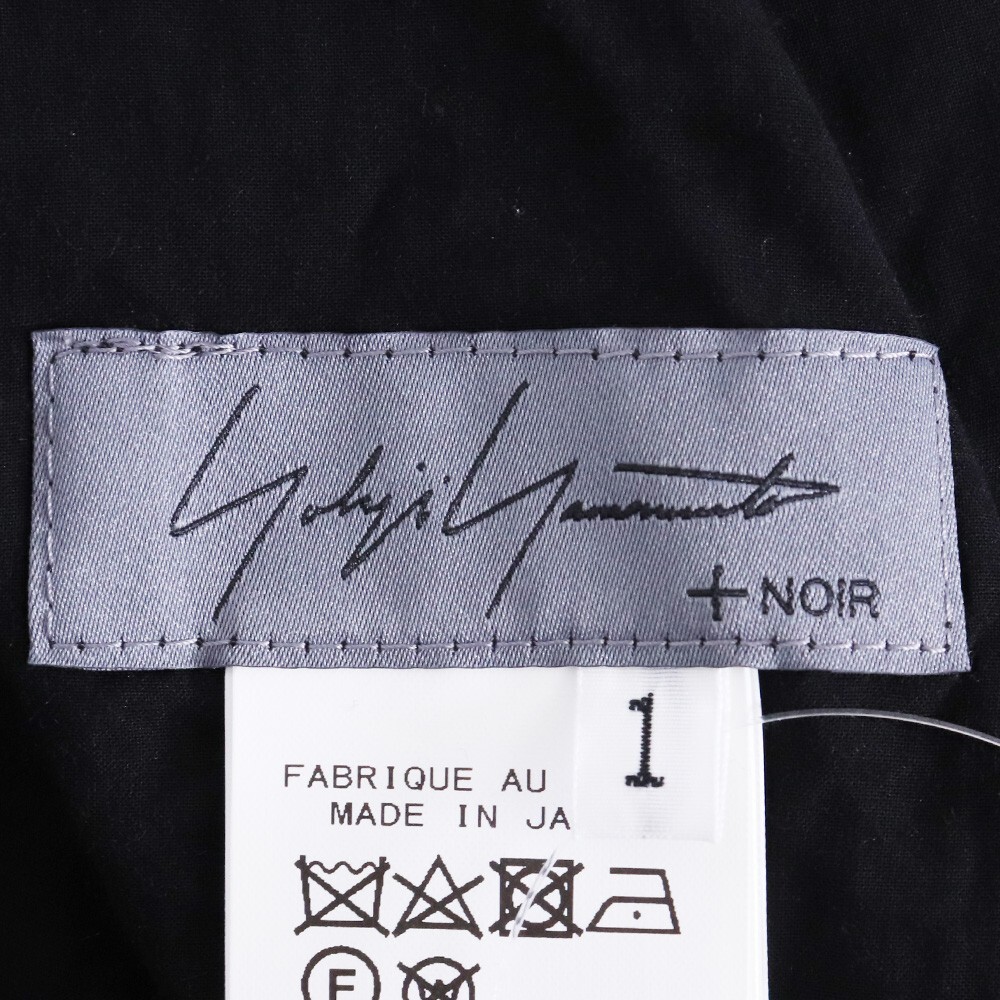 Yohji Yamamoto
+ NOIR
1
FABRIQUE AU
MADE IN JA
F
W